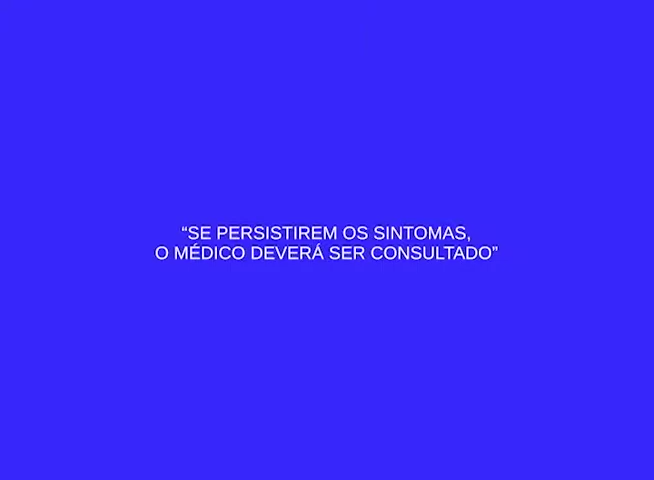 “SE PERSISTIREM OS SINTOMAS,
O MÉDICO DEVERÁ SER CONSULTADO”